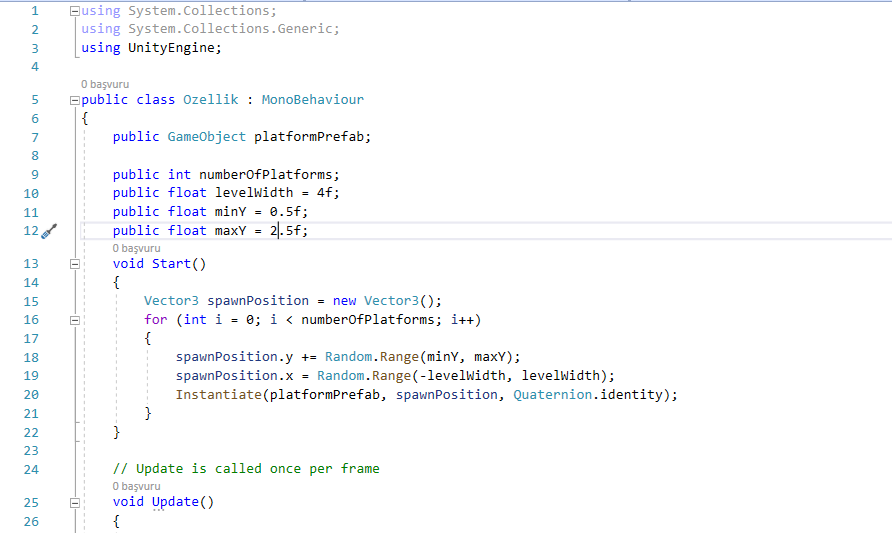 1 using System.Collections;
2 using System.Collections.Generic;
3 using UnityEngine;
4
0 başvuru
5 public class Ozellik : MonoBehaviour
6 {
7 public GameObject platformPrefab;
8
9 public int numberOfPlatforms;
10 public float levelWidth = 4f;
11 public float minY = 0.5f;
12 public float maxY = 2.5f;
0 başvuru
13 void Start()
14 {
15 Vector3 spawnPosition = new Vector3();
16 for (int i = 0; i < numberOfPlatforms; i++)
17 {
18 spawnPosition.y += Random.Range(minY, maxY);
19 spawnPosition.x = Random.Range(-levelWidth, levelWidth);
20 Instantiate(platformPrefab, spawnPosition, Quaternion.identity);
21 }
22 }
23
24 // Update is called once per frame
0 başvuru
25 void Update()
26 {